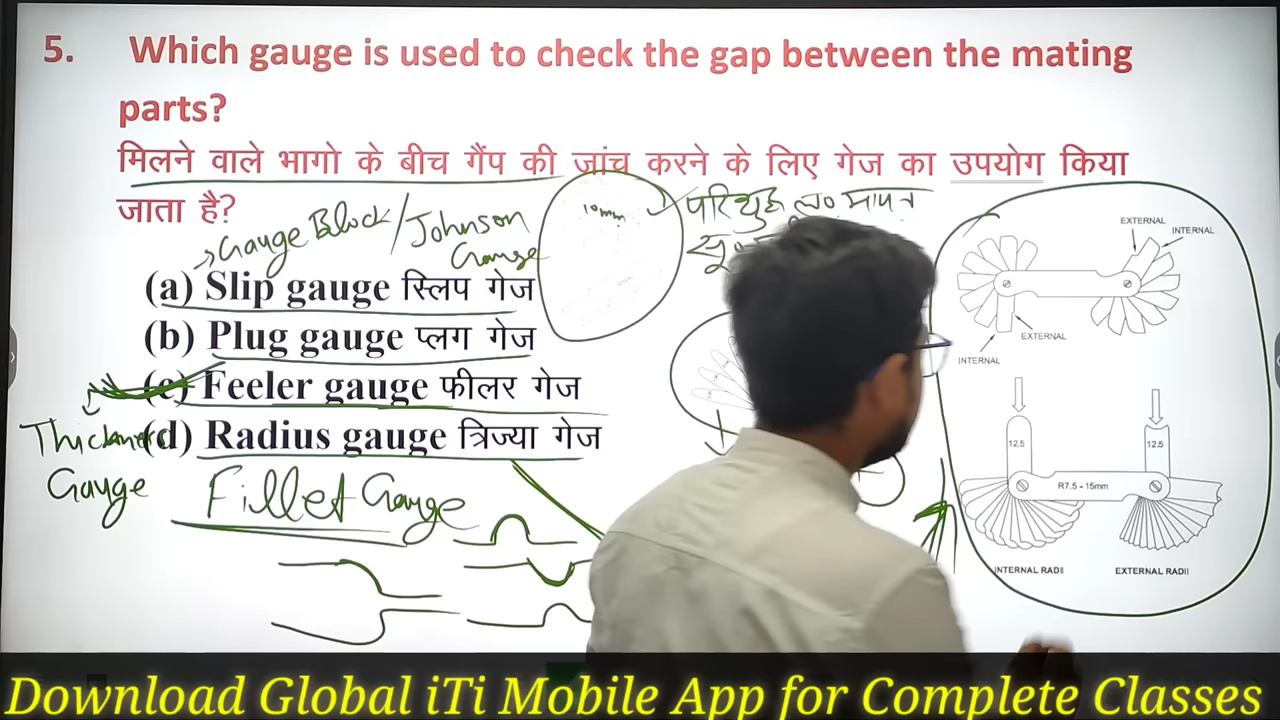 5. Which gauge is used to check the gap between the mating
parts?
मिलने वाले भागो के बीच गैंप की जांच करने के लिए गेज का उपयोग किया
जाता है?
Gauge Block/Johnson
Gauge
10mm
(a) Slip gauge स्लिप गेज
(b) Plug gauge प्लग गेज
(c) Feeler gauge फीलर गेज
(d) Radius gauge त्रिज्या गेज
Thickness
Gauge
Fillet Gauge
EXTERNAL
INTERNAL
EXTERNAL
INTERNAL
12.5
12.5
R7.5 - 15mm
INTERNAL RADII
EXTERNAL RADII
Download Global iTi Mobile App for Complete Classes